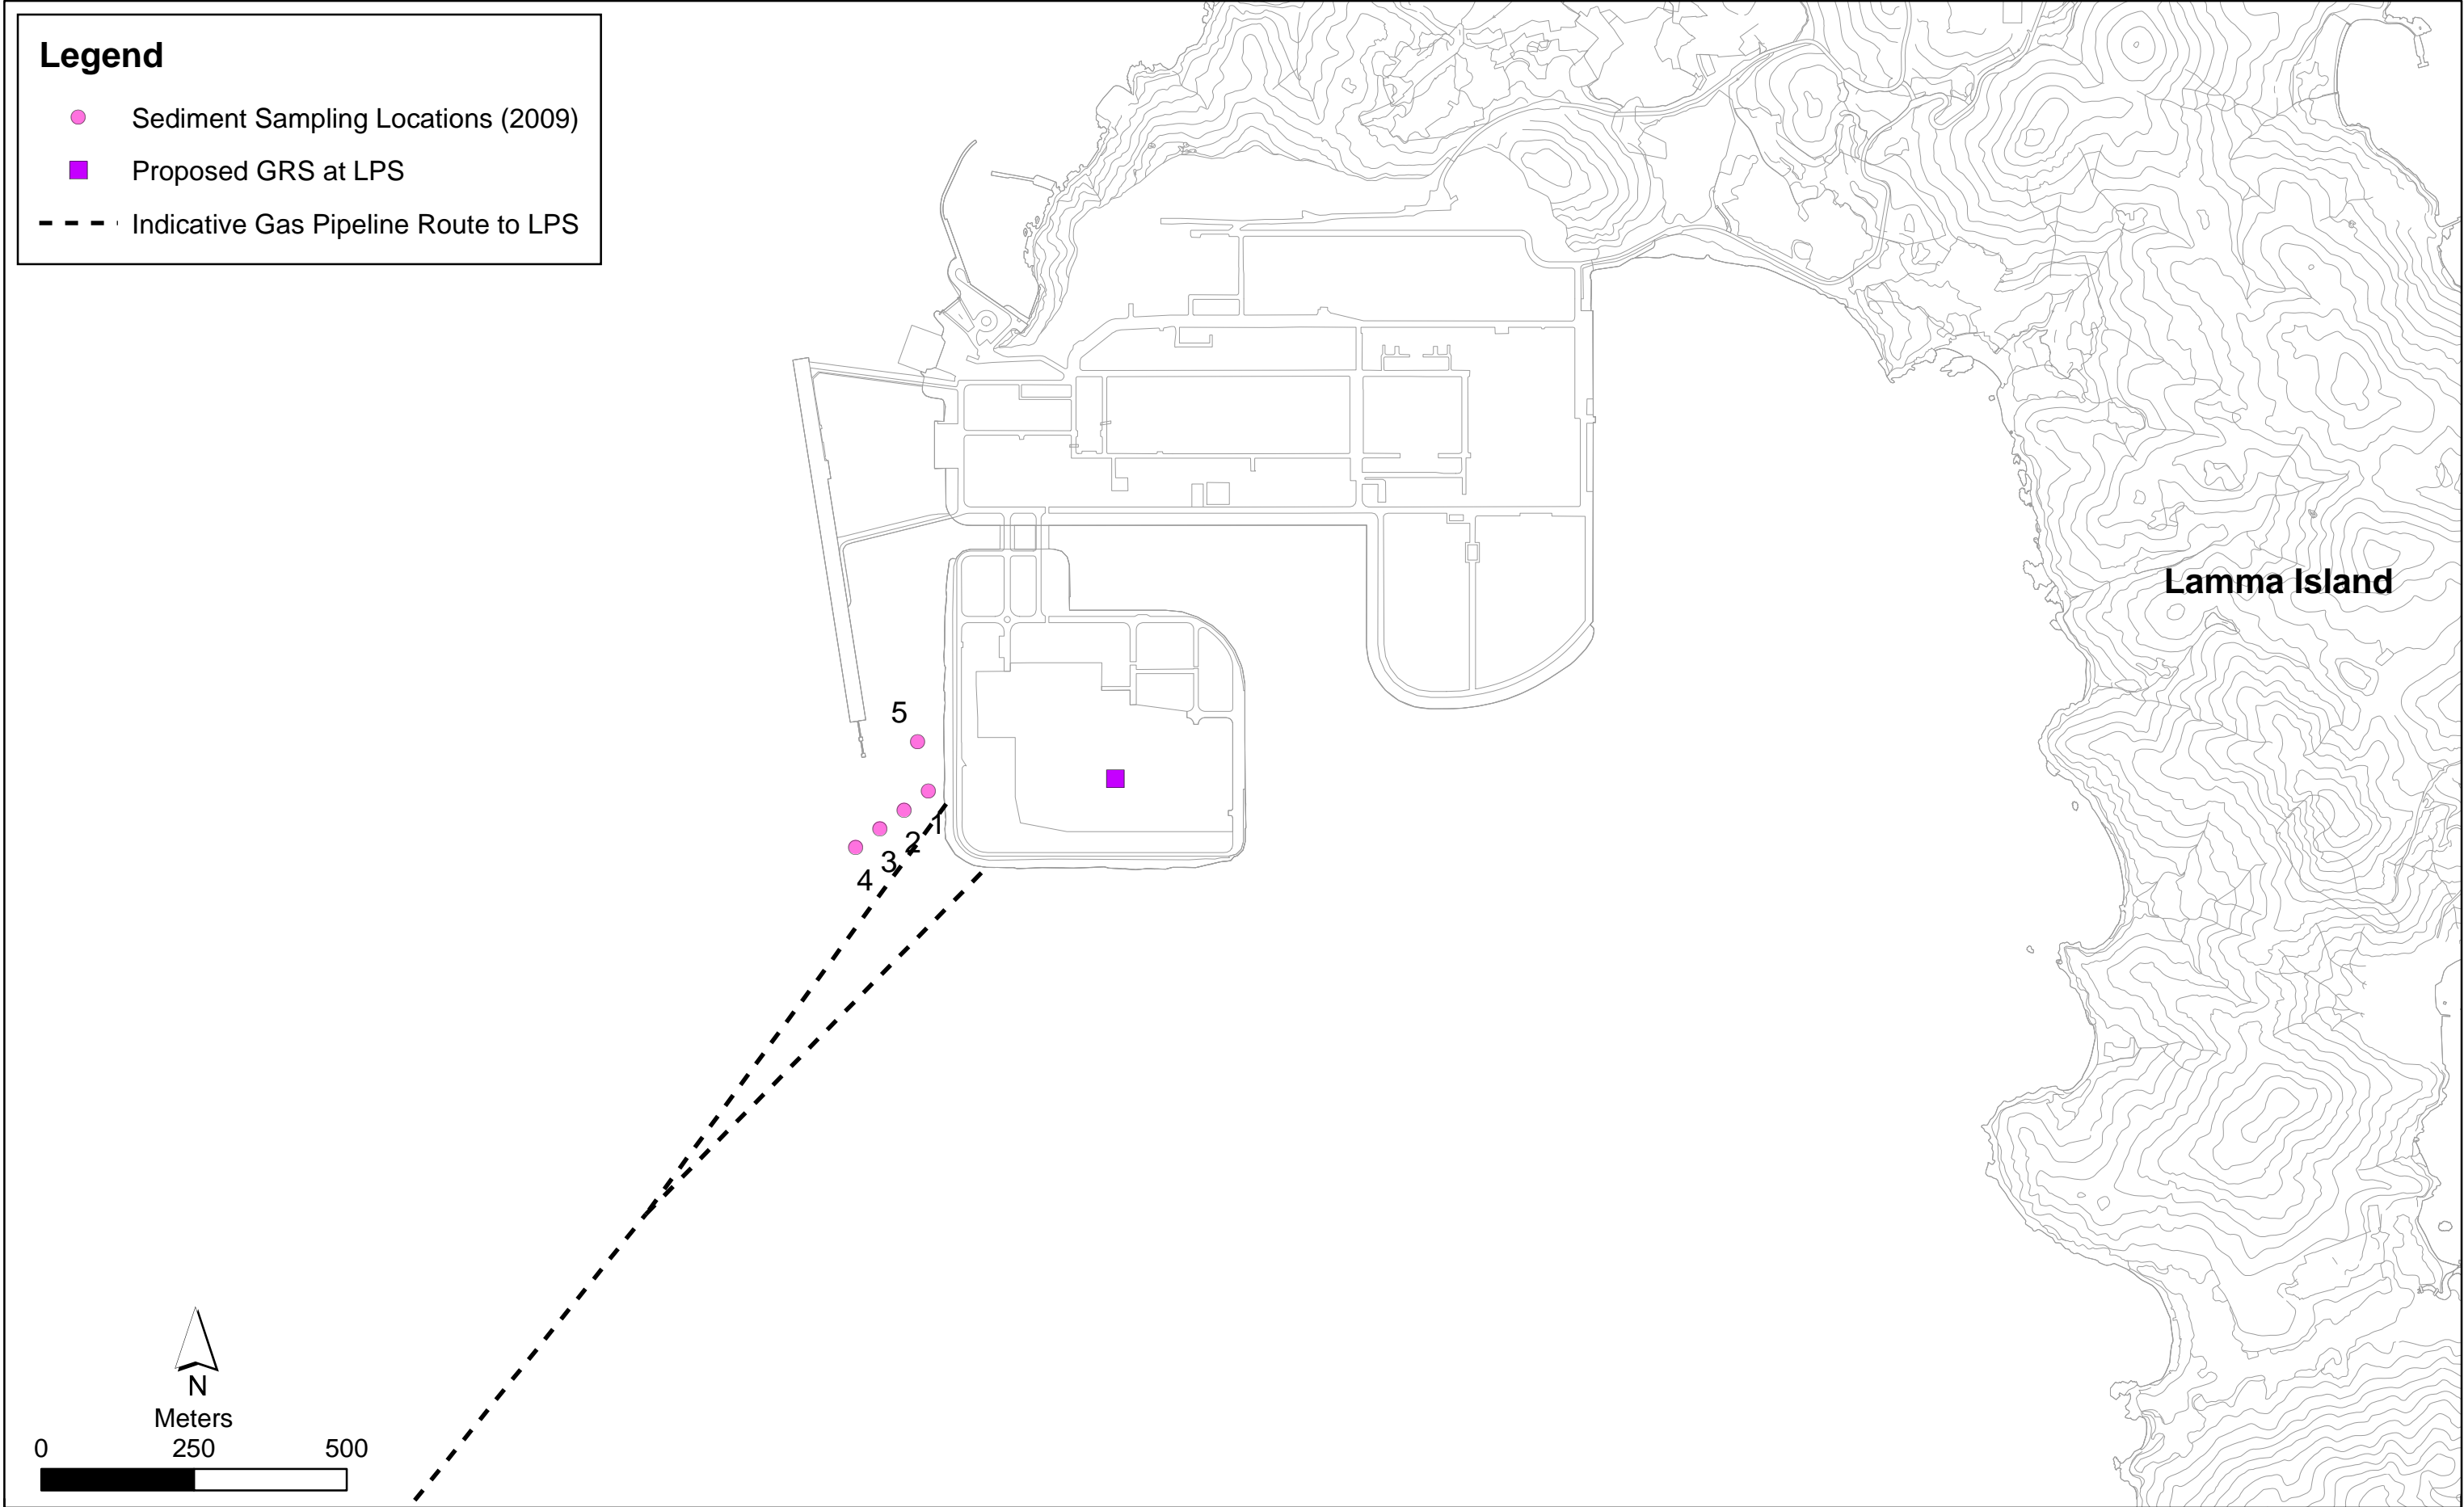 Legend
Sediment Sampling Locations (2009)
Proposed GRS at LPS
Indicative Gas Pipeline Route to LPS
Lamma Island
5
1
2
3
4
N
Meters
0 250 500